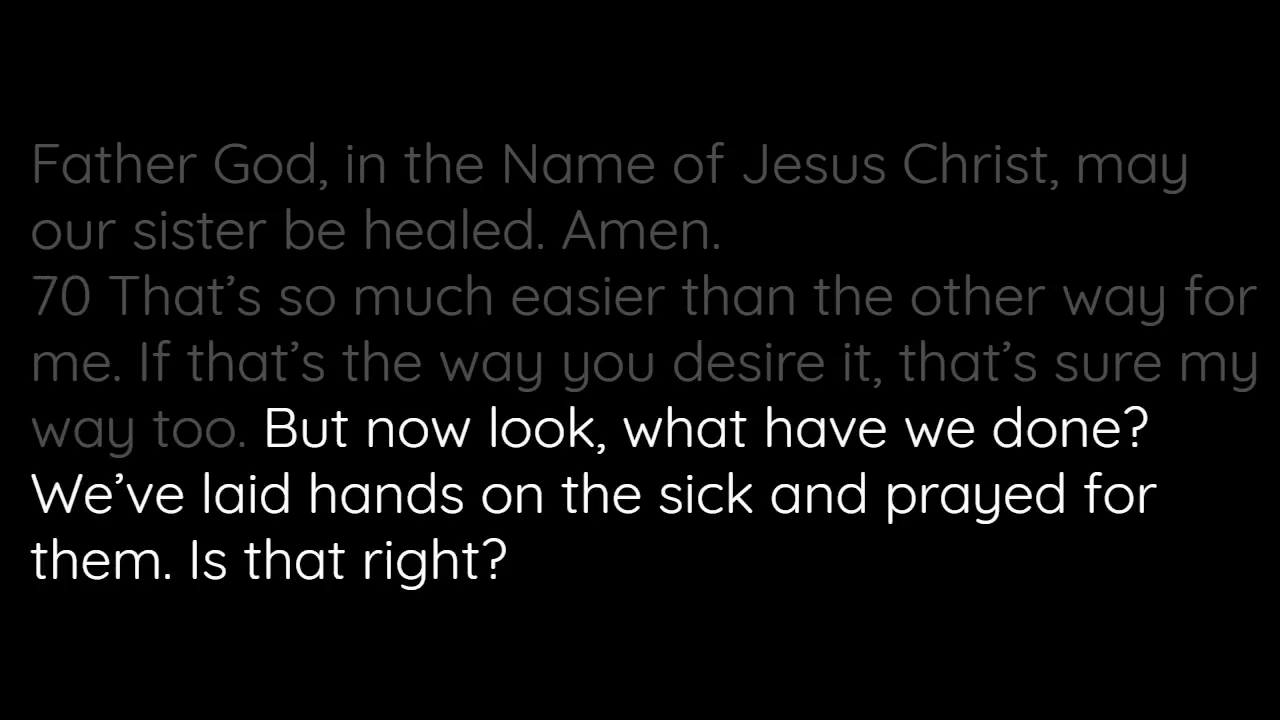 Father God, in the Name of Jesus Christ, may
our sister be healed. Amen.
70 That’s so much easier than the other way for
me. If that’s the way you desire it, that’s sure my
way too. But now look, what have we done?
We’ve laid hands on the sick and prayed for
them. Is that right?